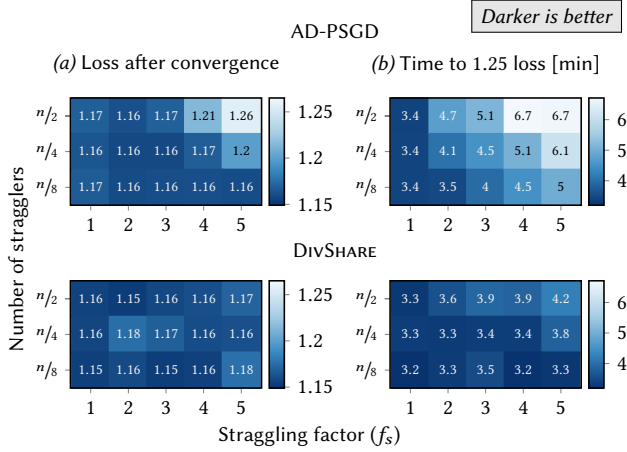 Darker is better
AD-PSGD
(a) Loss after convergence
(b) Time to 1.25 loss [min]
Number of stragglers
n/2 1.17 1.16 1.17 1.21 1.26
n/4 1.16 1.16 1.16 1.17 1.2
n/8 1.17 1.16 1.16 1.16 1.16
1 2 3 4 5
1.25
1.2
1.15
3.4 4.7 5.1 6.7 6.7
3.4 4.1 4.5 5.1 6.1
3.4 3.5 4 4.5 5
1 2 3 4 5
6
5
4
DIVSHARE
n/2 1.16 1.15 1.16 1.16 1.17
n/4 1.16 1.18 1.17 1.16 1.16
n/8 1.15 1.16 1.15 1.16 1.18
1 2 3 4 5
1.25
1.2
1.15
n/2 3.3 3.6 3.9 3.9 4.2
n/4 3.3 3.3 3.4 3.4 3.8
n/8 3.2 3.3 3.5 3.2 3.3
1 2 3 4 5
6
5
4
Straggling factor (fs)